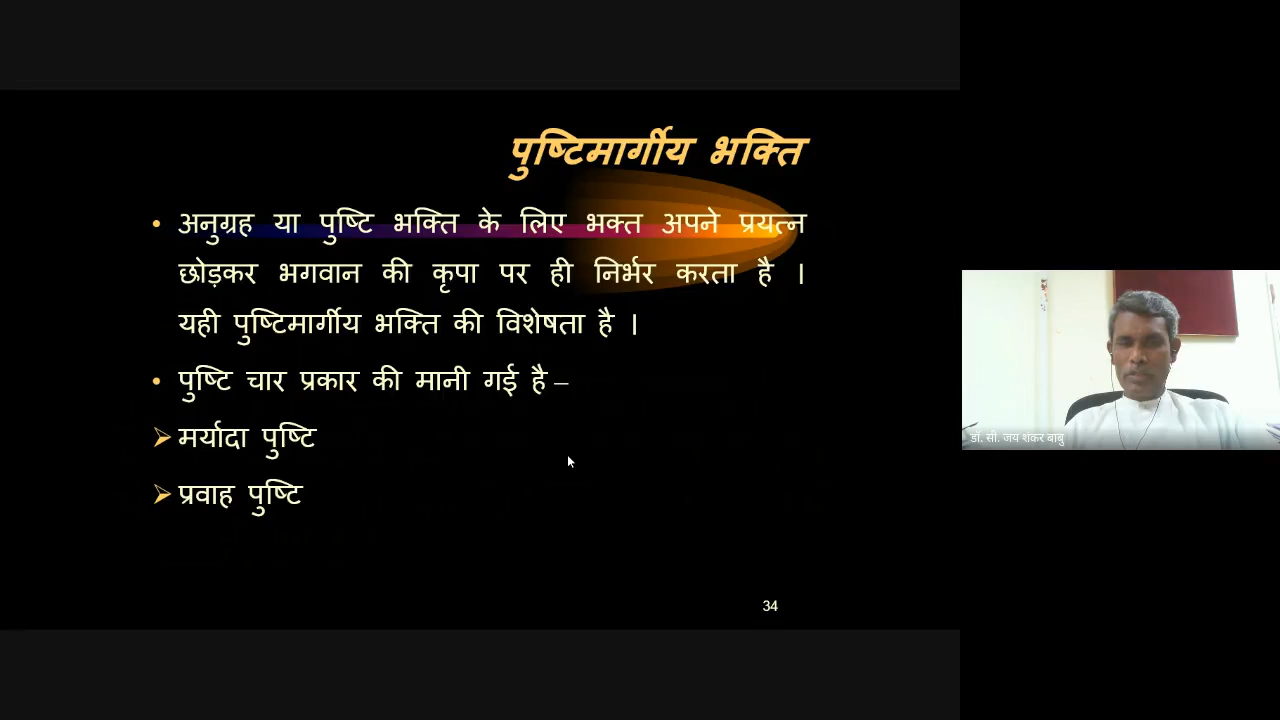 पुष्टिमार्गीय भक्ति
• अनुग्रह या पुष्टि भक्ति के लिए भक्त अपने प्रयत्न
छोड़कर भगवान की कृपा पर ही निर्भर करता है ।
यही पुष्टिमार्गीय भक्ति की विशेषता है ।
• पुष्टि चार प्रकार की मानी गई है –
➢ मर्यादा पुष्टि
➢ प्रवाह पुष्टि
34
डॉ. सी. जय शंकर बाबु